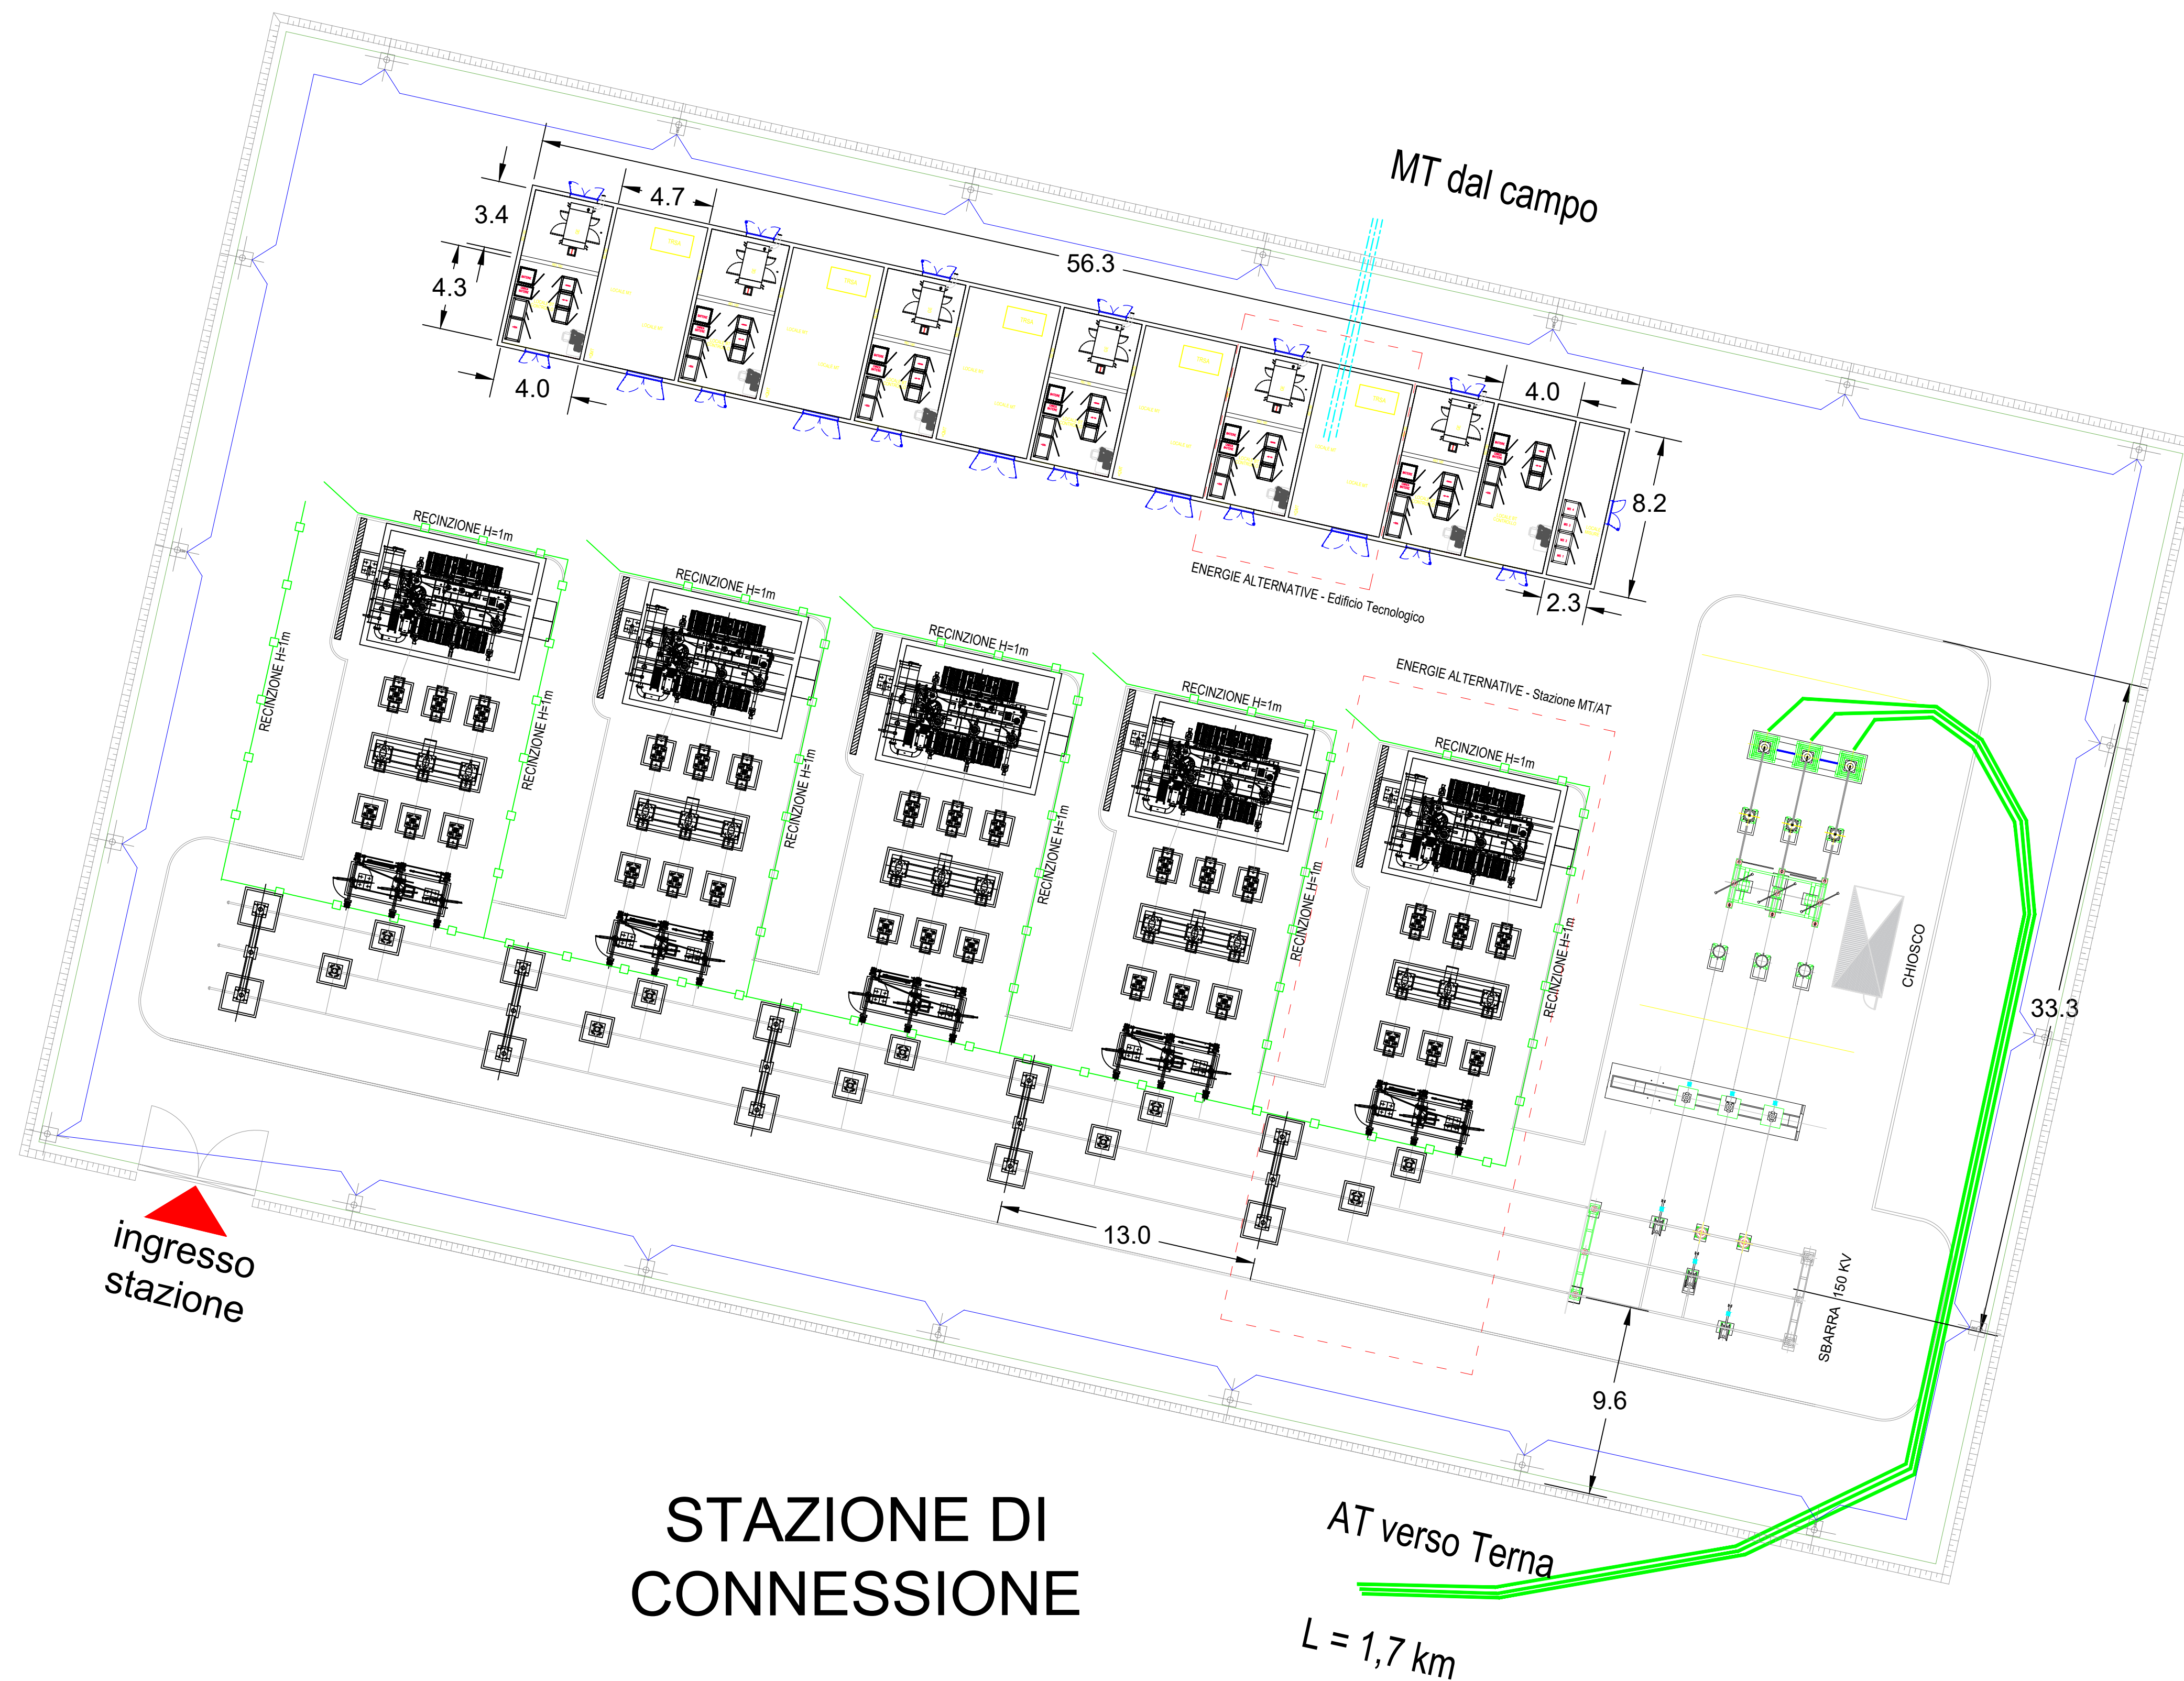 MT dal campo
4.7
3.4
56.3
4.3
4.0
4.0
8.2
2.3
ENERGIE ALTERNATIVE - Edificio Tecnologico
RECINZIONE H=1m
RECINZIONE H=1m
RECINZIONE H=1m
RECINZIONE H=1m
RECINZIONE H=1m
ENERGIE ALTERNATIVE - Stazione MT/AT
RECINZIONE H=1m
RECINZIONE H=1m
RECINZIONE H=1m
RECINZIONE H=1m
RECINZIONE H=1m
RECINZIONE H=1m
CHIOSCO
33.3
13.0
SBARRA 150 KV
9.6
ingresso
stazione
STAZIONE DI
CONNESSIONE
AT verso Terna
L = 1,7 km